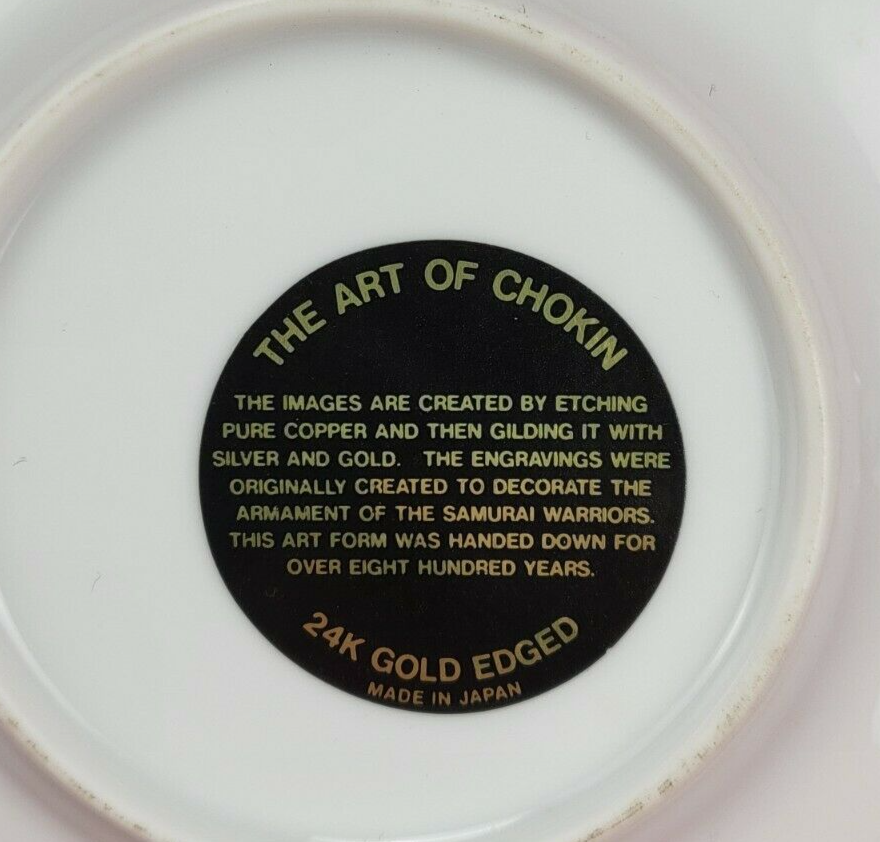 THE ART OF CHOKIN
THE IMAGES ARE CREATED BY ETCHING
PURE COPPER AND THEN GILDING IT WITH
SILVER AND GOLD. THE ENGRAVINGS WERE
ORIGINALLY CREATED TO DECORATE THE
ARMAMENT OF THE SAMURAI WARRIORS.
THIS ART FORM WAS HANDED DOWN FOR
OVER EIGHT HUNDRED YEARS.
24K GOLD EDGED
MADE IN JAPAN